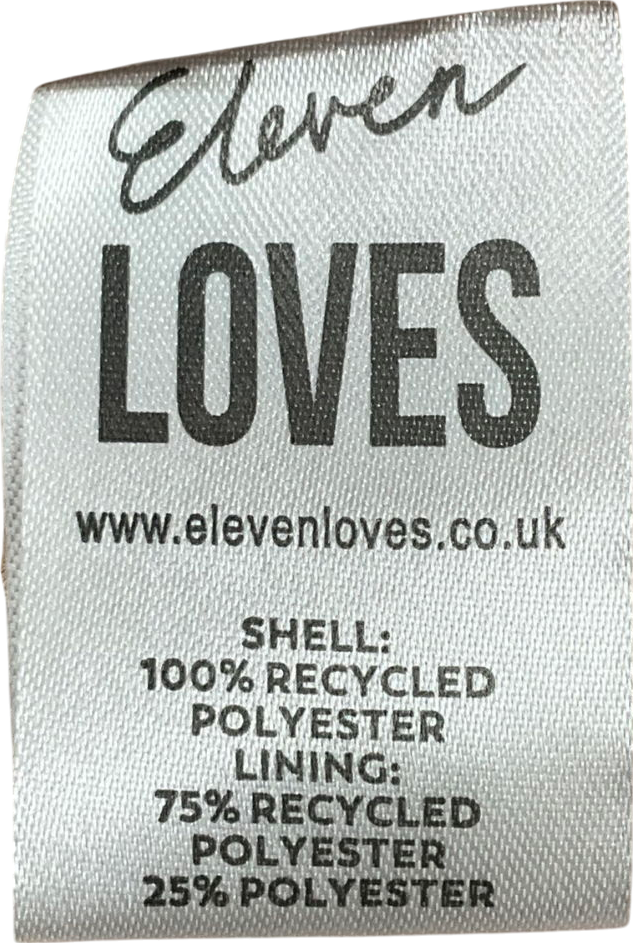 Eleven
LOVES
www.elevenloves.co.uk
SHELL:
100% RECYCLED
POLYESTER
LINING:
75% RECYCLED
POLYESTER
25% POLYESTER